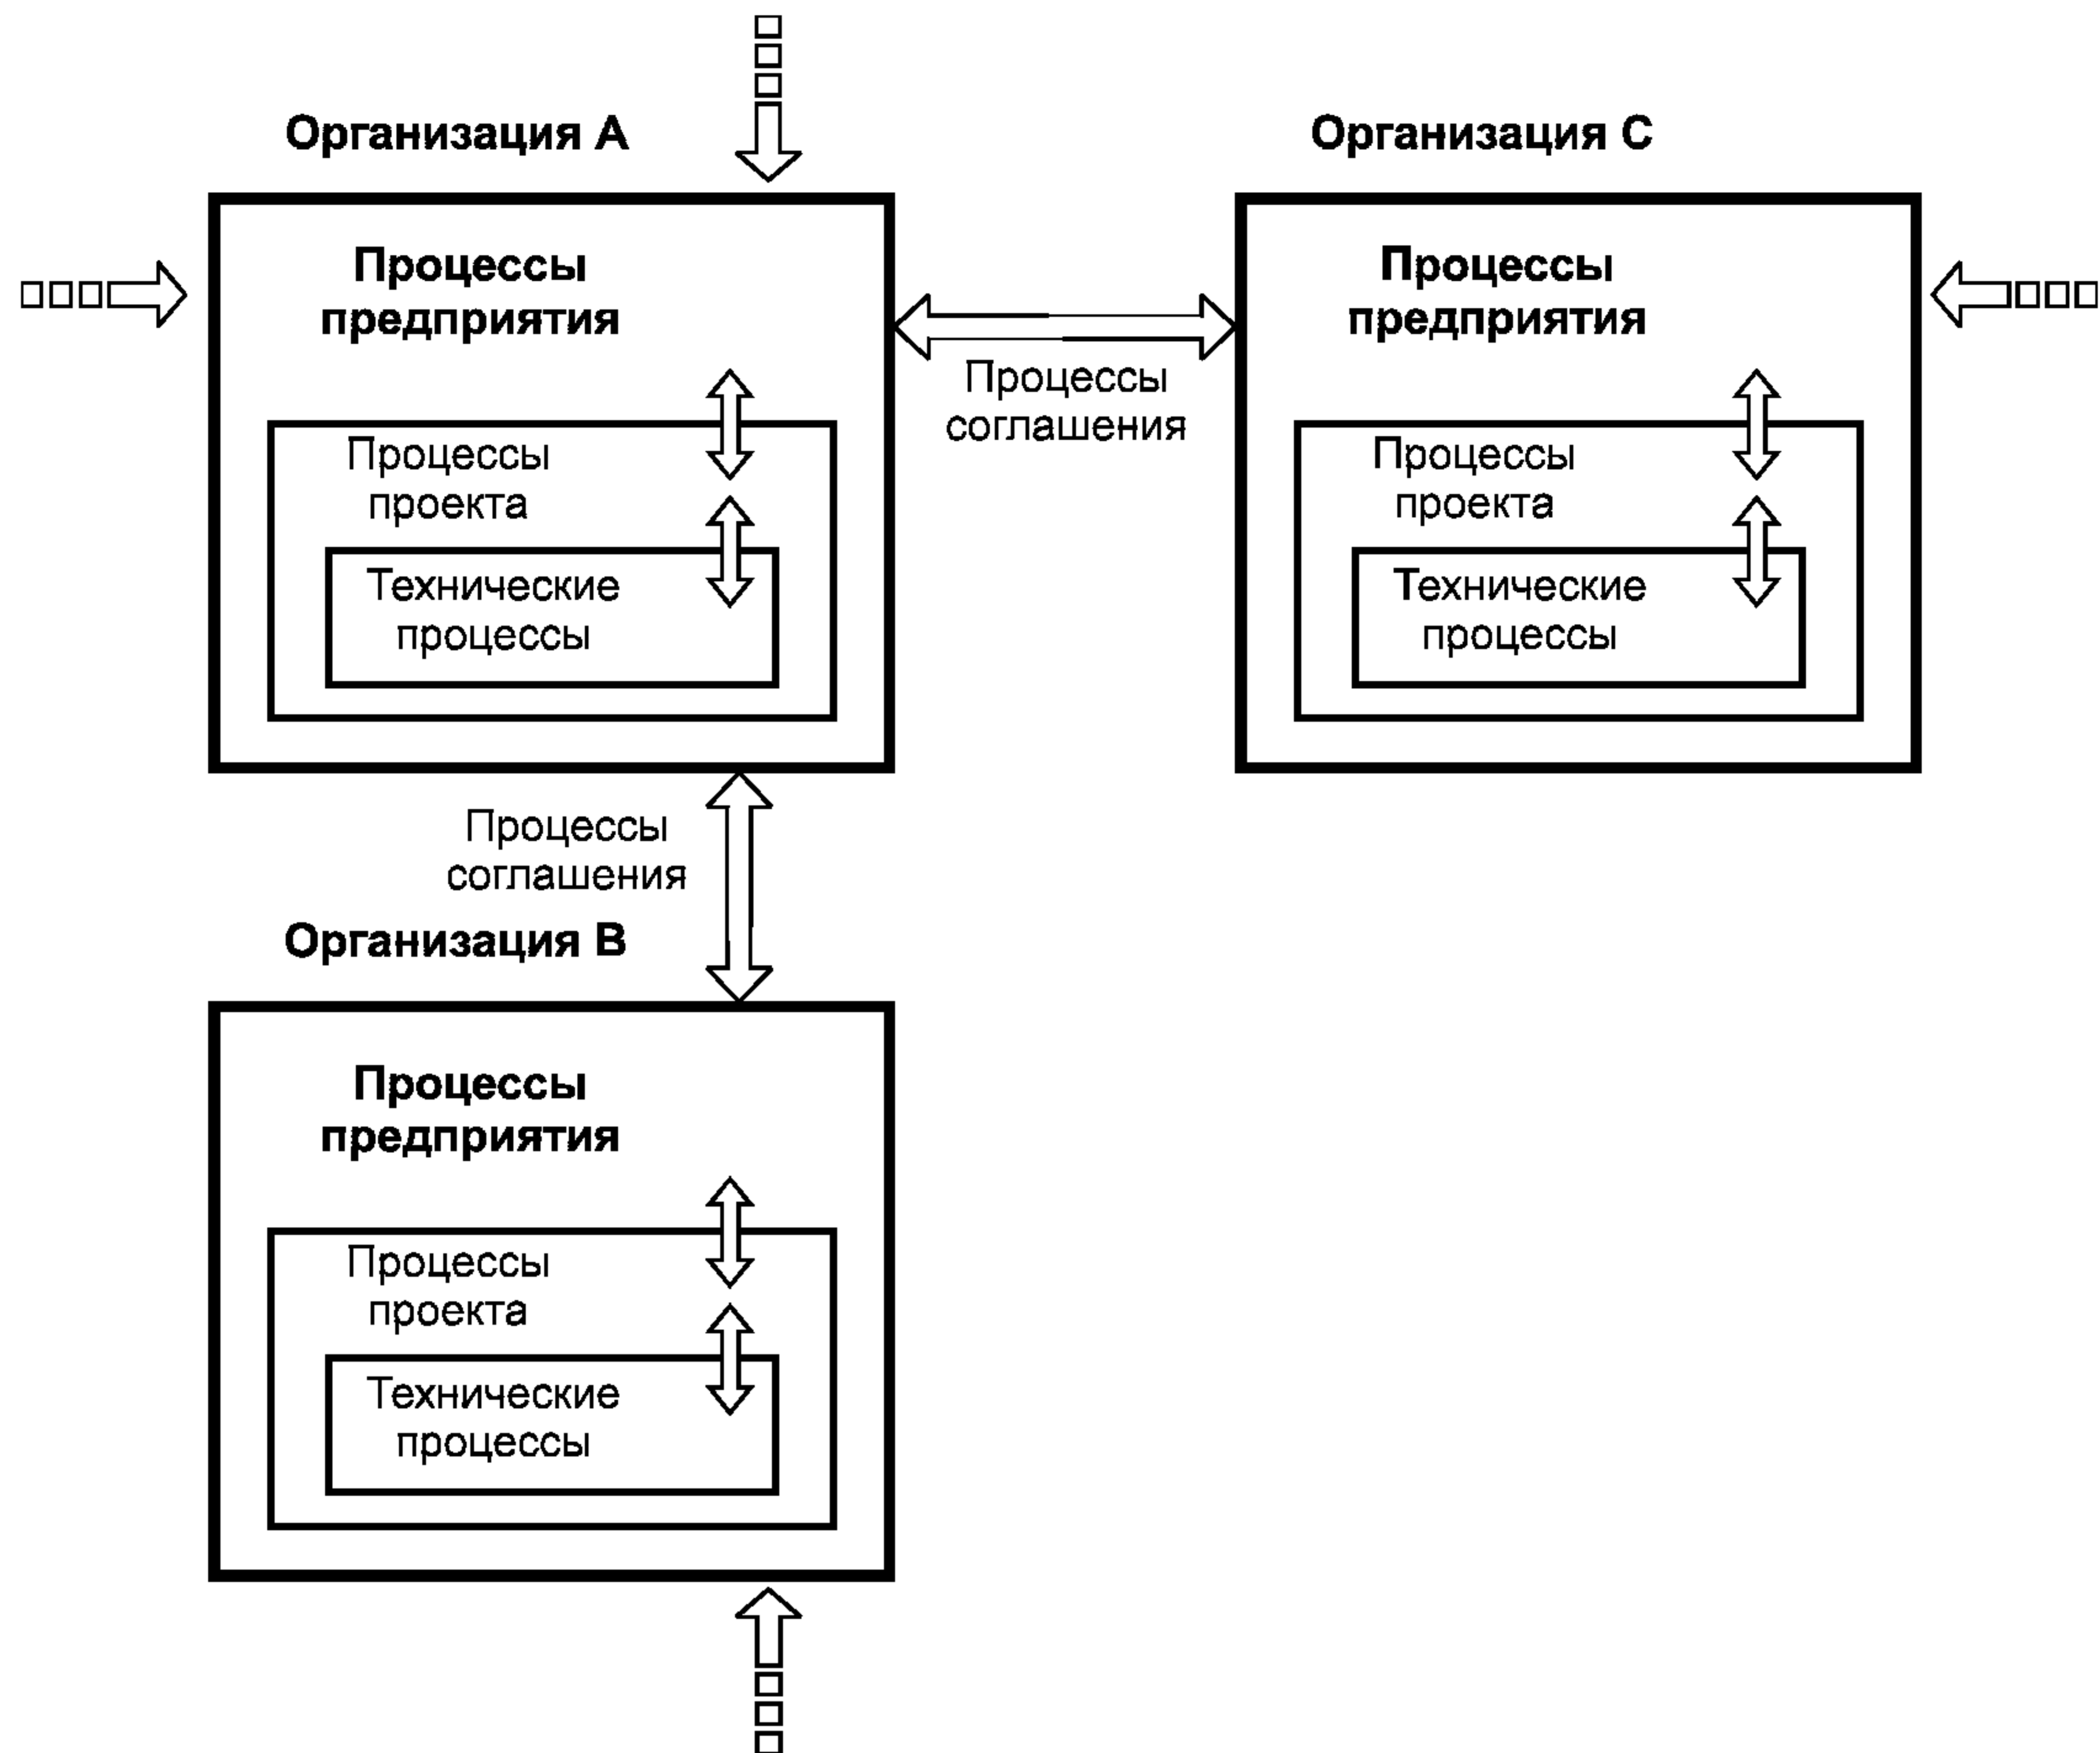 Организация А
Процессы
предприятия
Процессы
проекта
Технические
процессы
Процессы
соглашения
Организация С
Процессы
предприятия
Процессы
проекта
Технические
процессы
Процессы
соглашения
Организация В
Процессы
предприятия
Процессы
проекта
Технические
процессы